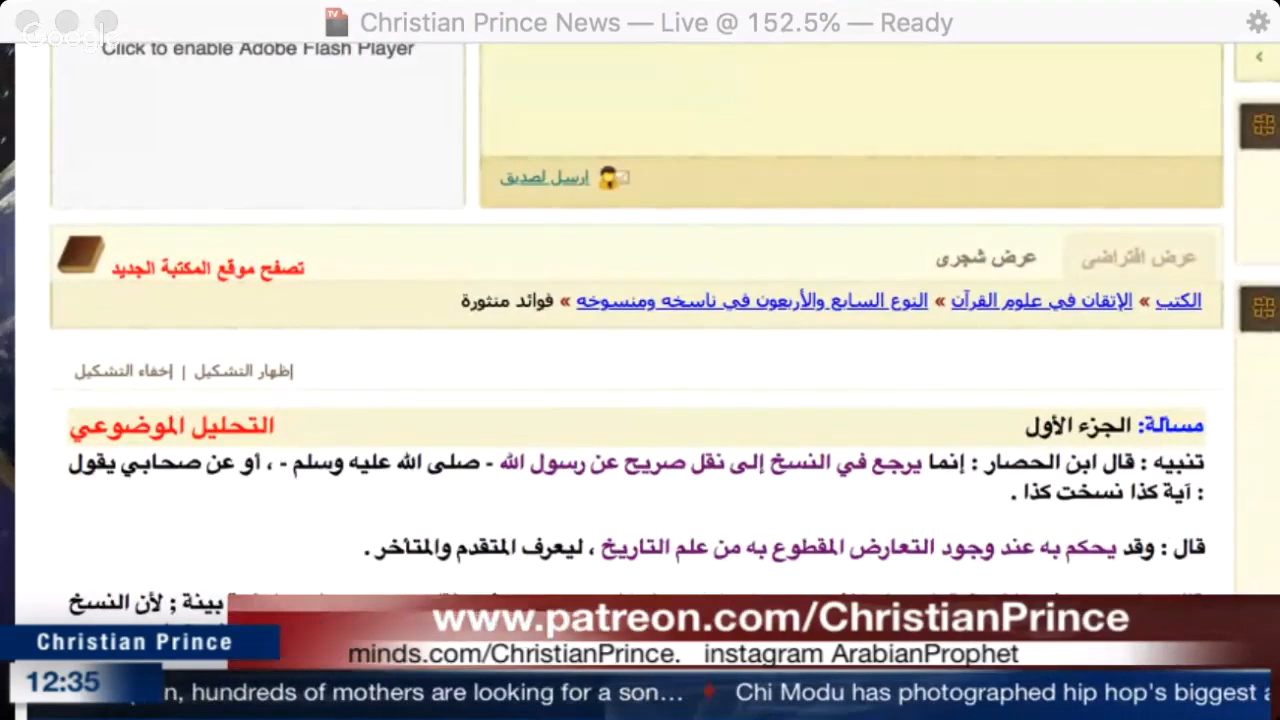 Christian Prince News — Live @ 152.5% — Ready
Google
Click to enable Adobe Flash Player
ارسل لصديق
عرض افتراضى
عرض شجرى
تصفح موقع المكتبة الجديد
الكتب » الإتقان في علوم القرآن » النوع السابع والأربعون في ناسخه ومنسوخه » فوائد منثورة
إظهار التشكيل | إخفاء التشكيل
مسألة: الجزء الأول
التحليل الموضوعي
تنبيه : قال ابن الحصار : إنما يرجع في النسخ إلى نقل صريح عن رسول الله - صلى الله عليه وسلم - ، أو عن صحابي يقول
: آية كذا نسخت كذا .
قال : وقد يحكم به عند وجود التعارض المقطوع به من علم التاريخ ، ليعرف المتقدم والمتأخر .
بينة ; لأن النسخ
www.patreon.com/ChristianPrince
Christian Prince
minds.com/ChristianPrince. instagram ArabianProphet
12:35
n, hundreds of mothers are looking for a son... ♦ Chi Modu has photographed hip hop's biggest a